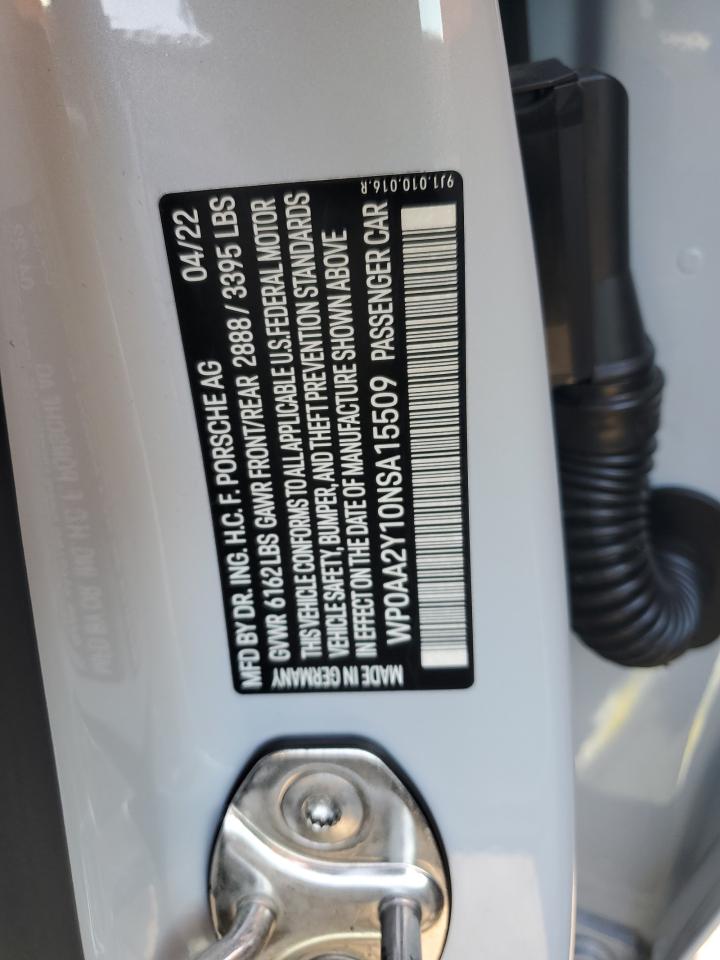 MFD BY DR. ING. H.C. F. PORSCHE AG 04/22
GVWR 6162 LBS GAWR FRONT/REAR 2888 / 3395 LBS
THIS VEHICLE CONFORMS TO ALL APPLICABLE U.S. FEDERAL MOTOR
VEHICLE SAFETY, BUMPER, AND THEFT PREVENTION STANDARDS
IN EFFECT ON THE DATE OF MANUFACTURE SHOWN ABOVE
MADE IN GERMANY WP0AA2Y10NSA15509 PASSENGER CAR
9J1.010.016.R